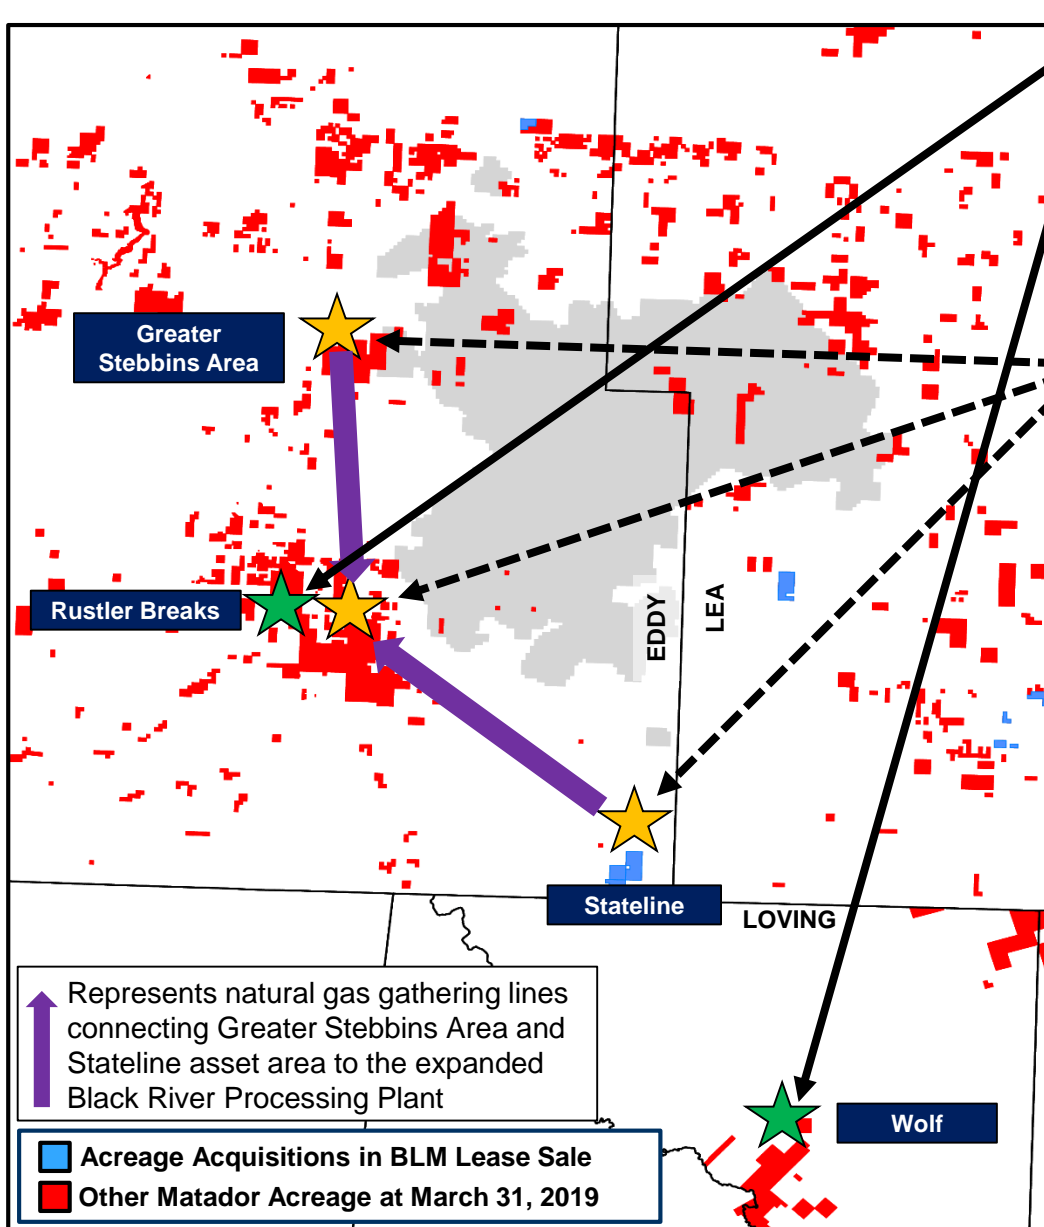 Greater
Stebbins Area
Rustler Breaks
EDDY
LEA
Stateline
LOVING
Represents natural gas gathering lines
connecting Greater Stebbins Area and
Stateline asset area to the expanded
Black River Processing Plant
Wolf
Acreage Acquisitions in BLM Lease Sale
Other Matador Acreage at March 31, 2019